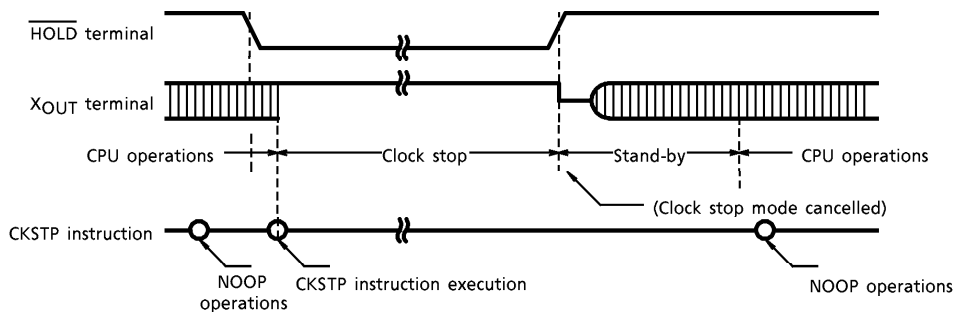 HOLD terminal
XOUT terminal
CPU operations
Clock stop
Stand-by
CPU operations
(Clock stop mode cancelled)
CKSTP instruction
NOOP
operations
CKSTP instruction execution
NOOP operations